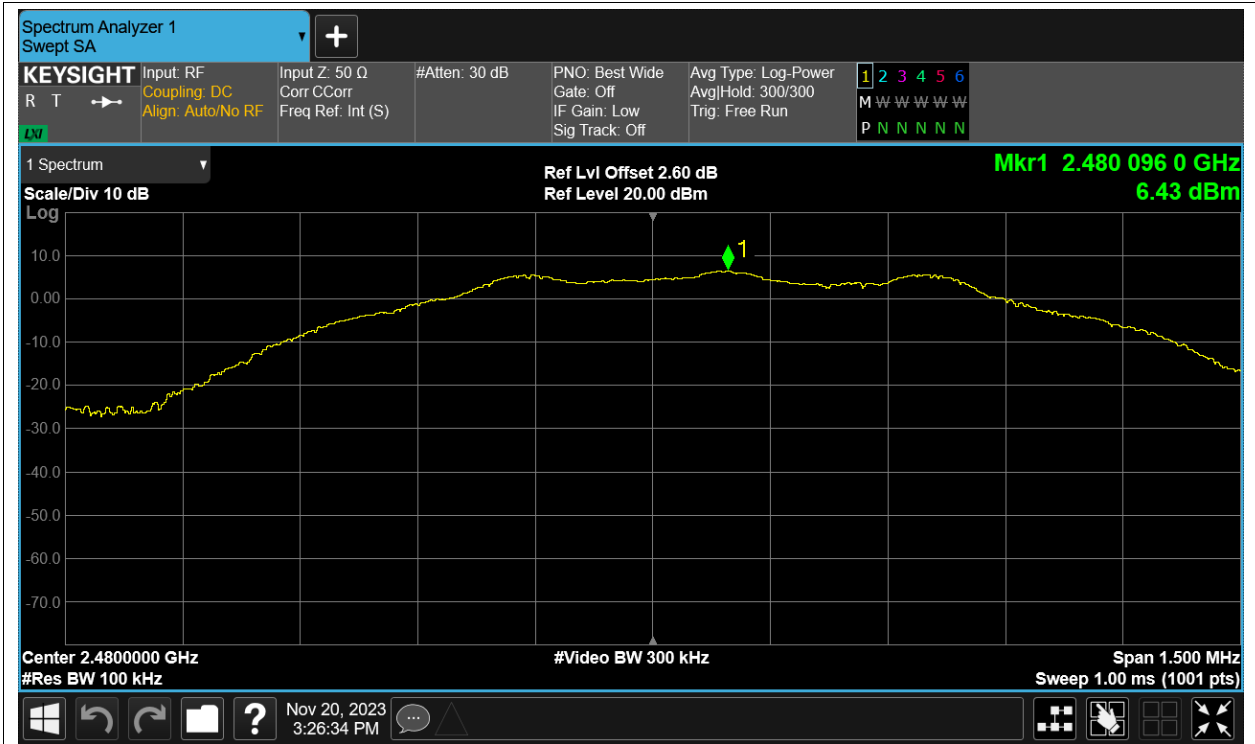 Spectrum Analyzer 1
Swept SA
KEYSIGHT
R T
LXI
Input: RF
Coupling: DC
Align: Auto/No RF
Input Z: 50 Ω
Corr CCorr
Freq Ref: Int (S)
#Atten: 30 dB
PNO: Best Wide
Gate: Off
IF Gain: Low
Sig Track: Off
Avg Type: Log-Power
Avg|Hold: 300/300
Trig: Free Run
1 2 3 4 5 6
M W W W W W
P N N N N N
1 Spectrum
Scale/Div 10 dB
Log
Ref Lvl Offset 2.60 dB
Ref Level 20.00 dBm
Mkr1 2.480 096 0 GHz
6.43 dBm
1
10.0
0.00
-10.0
-20.0
-30.0
-40.0
-50.0
-60.0
-70.0
Center 2.4800000 GHz
#Res BW 100 kHz
#Video BW 300 kHz
Span 1.500 MHz
Sweep 1.00 ms (1001 pts)
?
Nov 20, 2023
3:26:34 PM